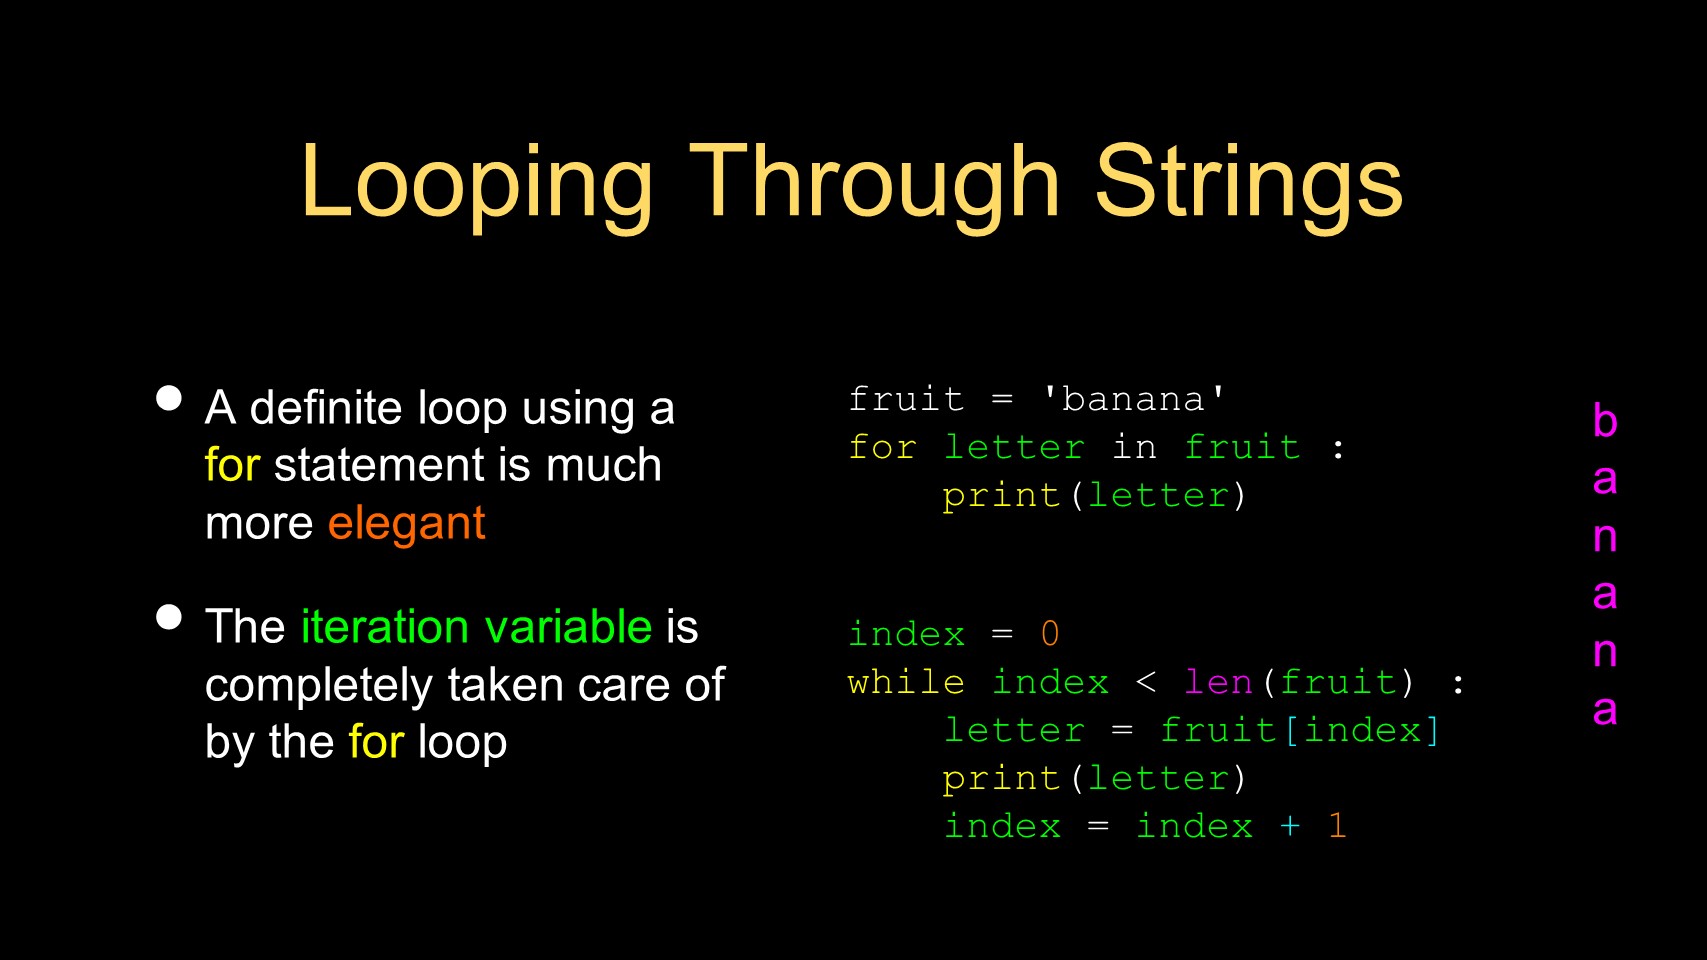 Looping Through Strings
• A definite loop using a
for statement is much
more elegant
• The iteration variable is
completely taken care of
by the for loop
fruit = 'banana'
for letter in fruit :
    print(letter)
index = 0
while index < len(fruit) :
    letter = fruit[index]
    print(letter)
    index = index + 1
b
a
n
a
n
a